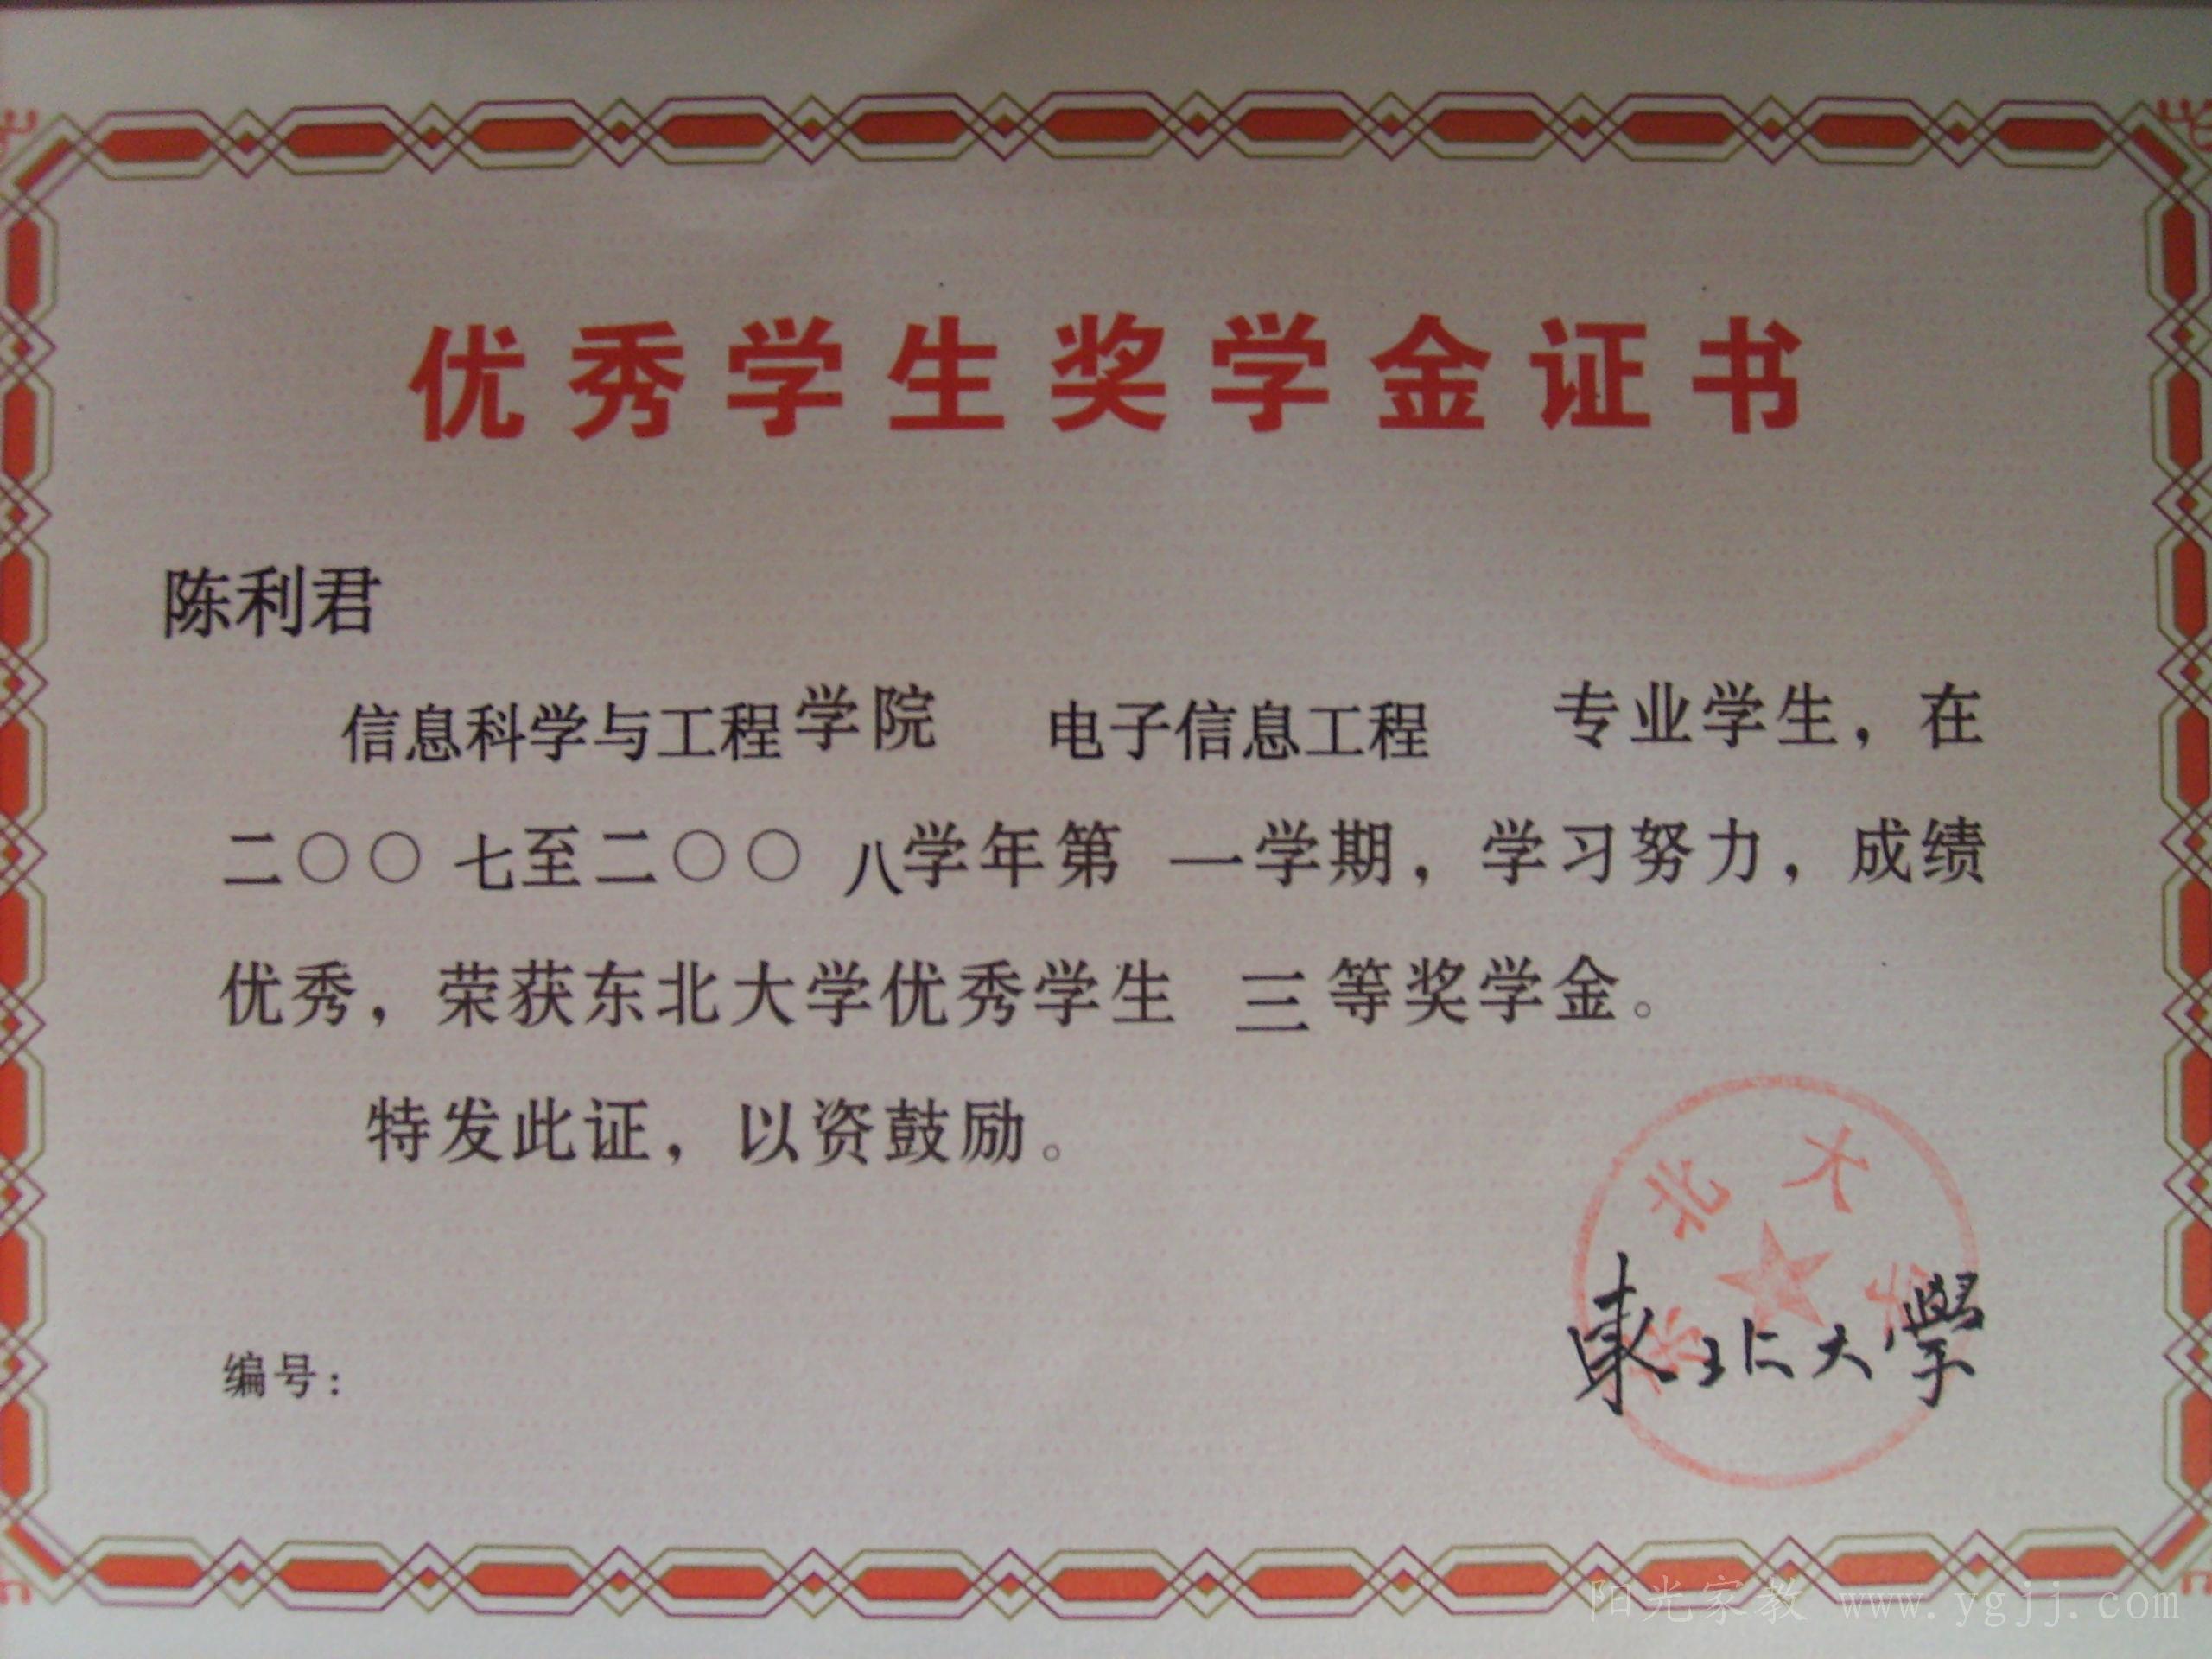 优秀学生奖学金证书
陈利君
信息科学与工程学院 电子信息工程 专业学生，在
二〇〇七至二〇〇八学年第一学期，学习努力，成绩
优秀，荣获东北大学优秀学生三等奖学金。
特发此证，以资鼓励。
东北大学
東北大學
编号：
阳光家教 www.ygjj.com